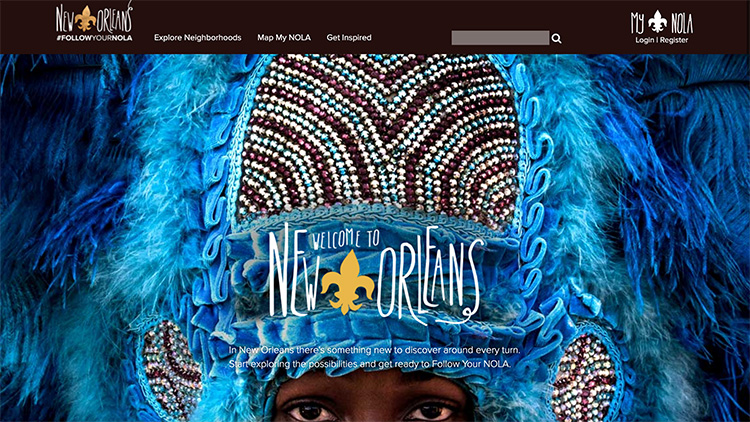 NEW ORLEANS
#FOLLOWYOURNOLA
Explore Neighborhoods
Map My NOLA
Get Inspired
MY NOLA
Login | Register
WELCOME TO
NEW ORLEANS
In New Orleans there's something new to discover around every turn.
Start exploring the possibilities and get ready to Follow Your NOLA.